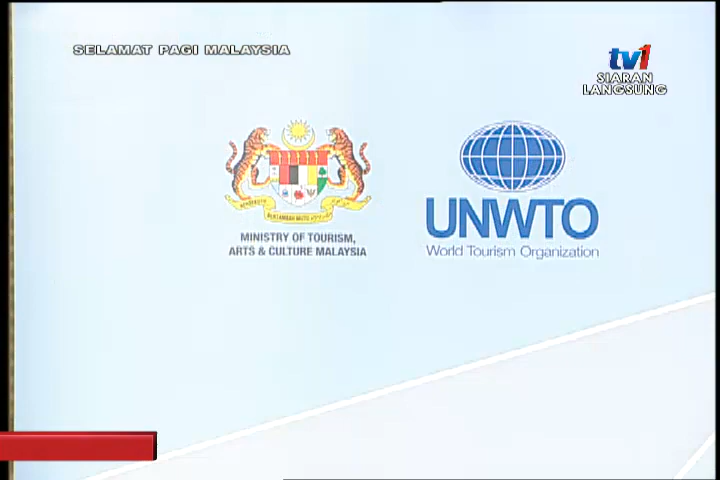 SELAMAT PAGI MALAYSIA
tv1
SIARAN
LANGSUNG
MINISTRY OF TOURISM,
ARTS & CULTURE MALAYSIA
UNWTO
World Tourism Organization